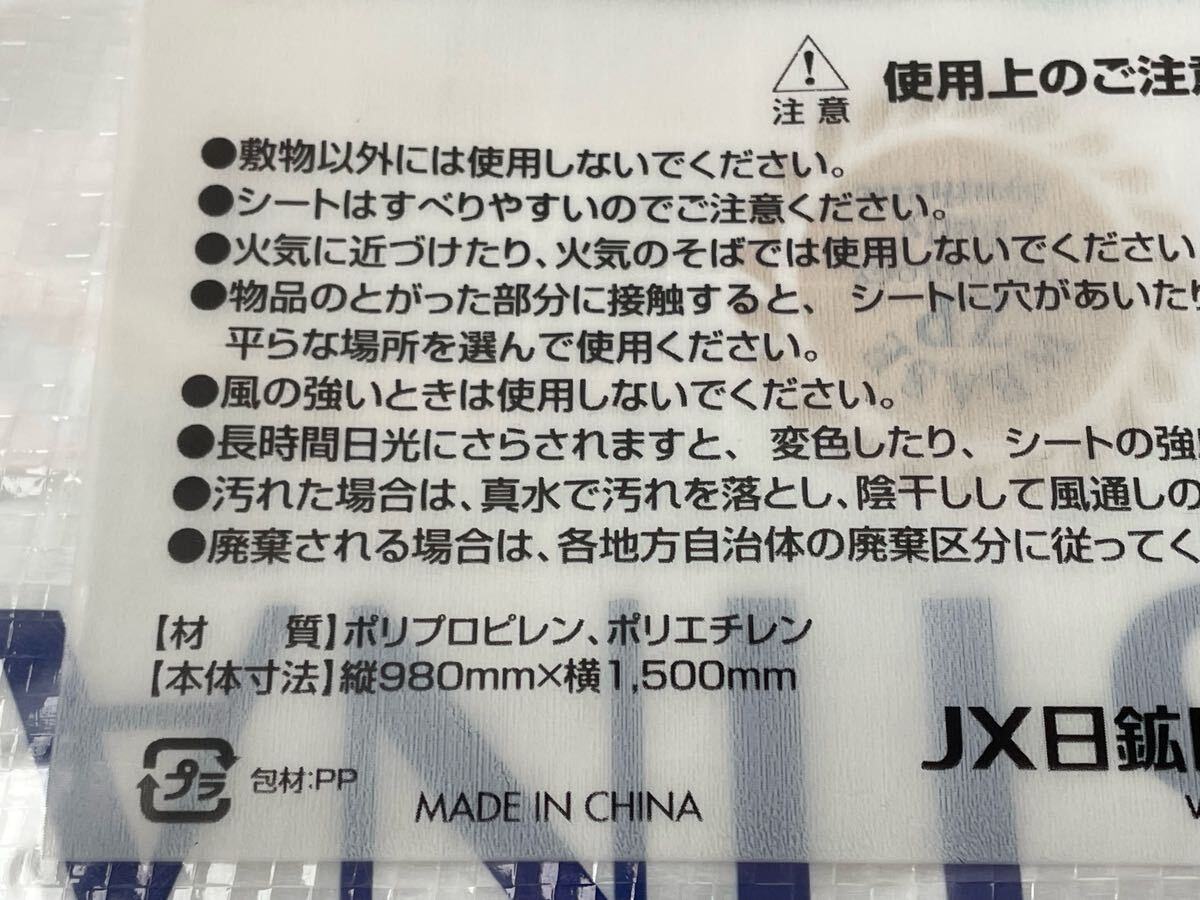 使用上のご注意
注意
●敷物以外には使用しないでください。
●シートはすべりやすいのでご注意ください。
●火気に近づけたり、火気のそばでは使用しないでください
●物品のとがった部分に接触すると、シートに穴があいたり
平らな場所を選んで使用ください。
●風の強いときは使用しないでください。
●長時間日光にさらされますと、変色したり、シートの強
●汚れた場合は、真水で汚れを落とし、陰干しして風通しの
●廃棄される場合は、各地方自治体の廃棄区分に従ってく
【材　質】ポリプロピレン、ポリエチレン
【本体寸法】縦980mm×横1,500mm
JX日鉱
プラ 包材:PP
MADE IN CHINA